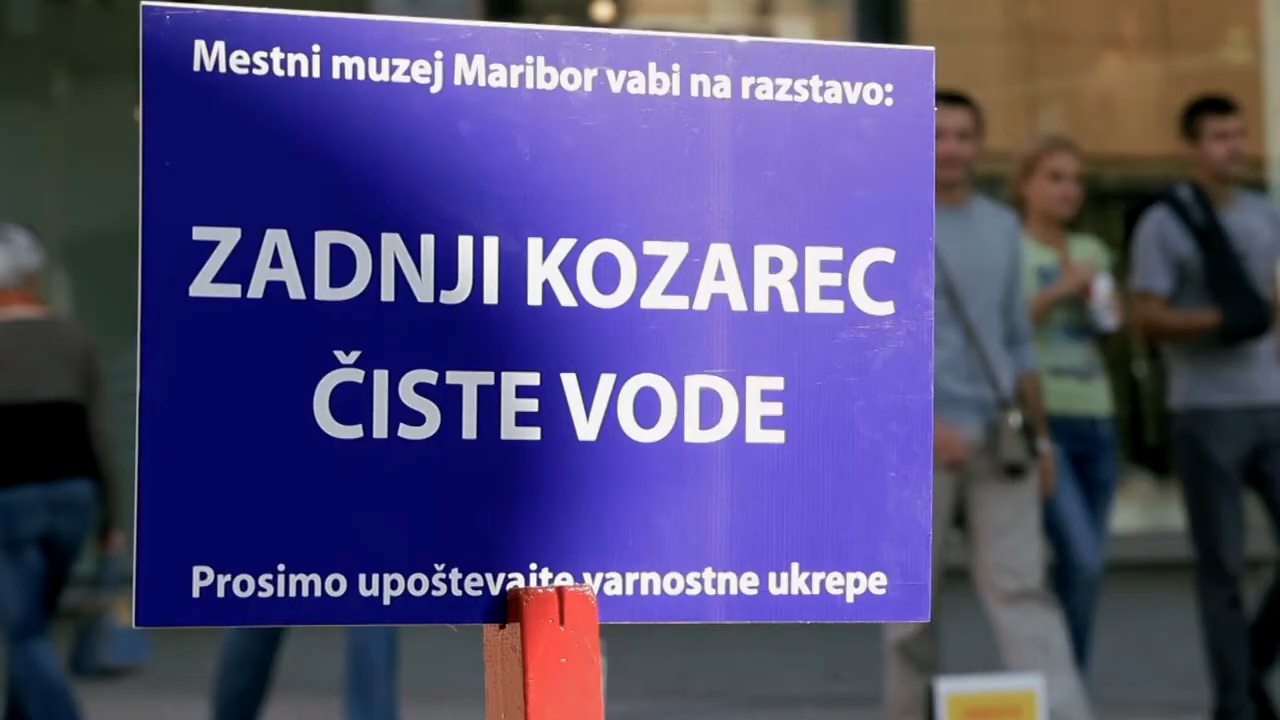 Mestni muzej Maribor vabi na razstavo:
ZADNJI KOZAREC
ČISTE VODE
Prosimo upoštevajte varnostne ukrepe